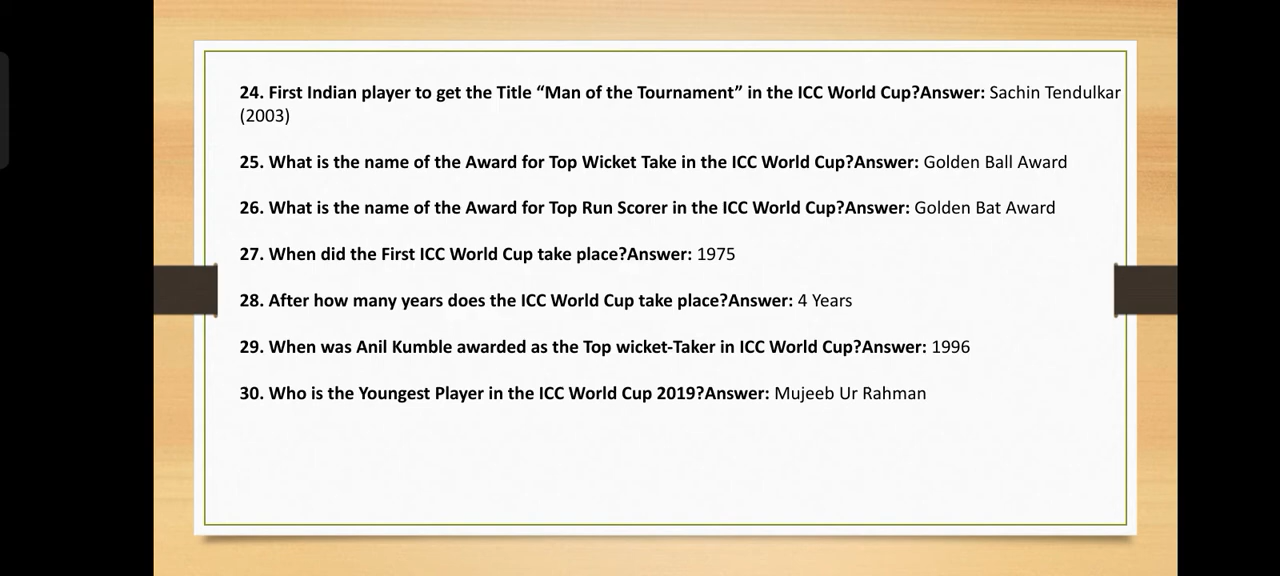 24. First Indian player to get the Title “Man of the Tournament” in the ICC World Cup?Answer: Sachin Tendulkar
(2003)
25. What is the name of the Award for Top Wicket Take in the ICC World Cup?Answer: Golden Ball Award
26. What is the name of the Award for Top Run Scorer in the ICC World Cup?Answer: Golden Bat Award
27. When did the First ICC World Cup take place?Answer: 1975
28. After how many years does the ICC World Cup take place?Answer: 4 Years
29. When was Anil Kumble awarded as the Top wicket-Taker in ICC World Cup?Answer: 1996
30. Who is the Youngest Player in the ICC World Cup 2019?Answer: Mujeeb Ur Rahman